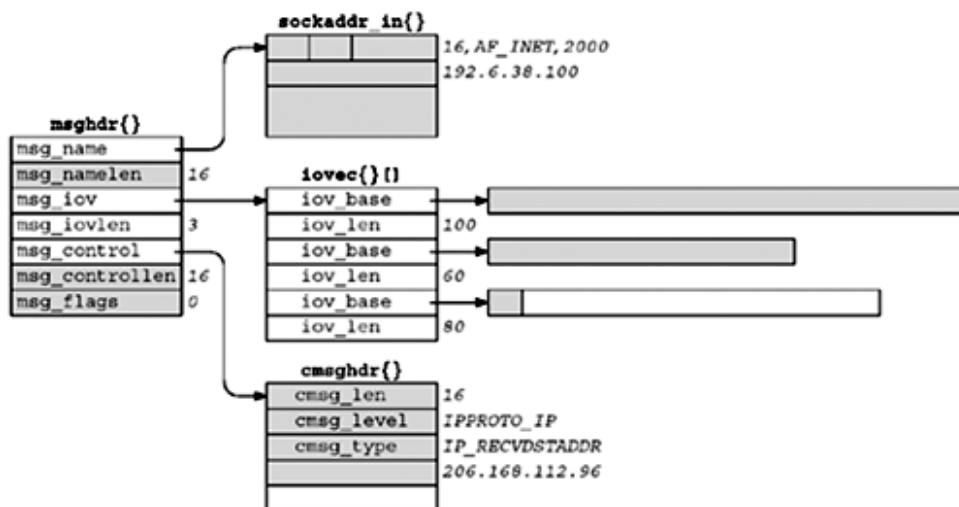 sockaddr_in{}
16,AF_INET,2000
192.6.38.100
msghdr{}
msg_name
msg_namelen 16
msg_iov
msg_iovlen 3
msg_control
msg_controllen 16
msg_flags 0
iovec{}[]
iov_base
iov_len 100
iov_base
iov_len 60
iov_base
iov_len 80
cmsghdr{}
cmsg_len 16
cmsg_level IPPROTO_IP
cmsg_type IP_RECVDSTADDR
206.168.112.96